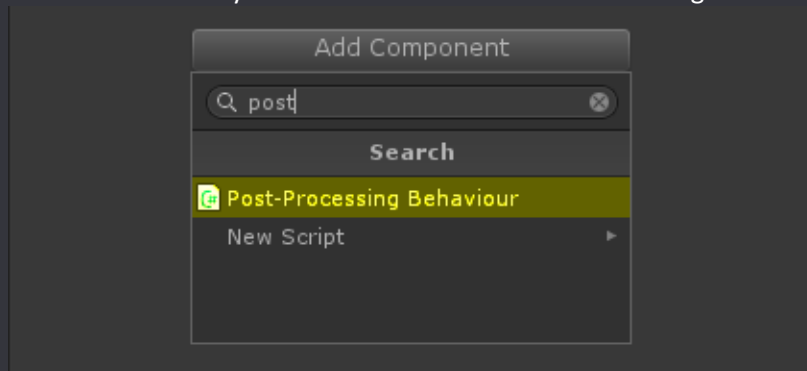 Add Component
post
Search
Post-Processing Behaviour
New Script